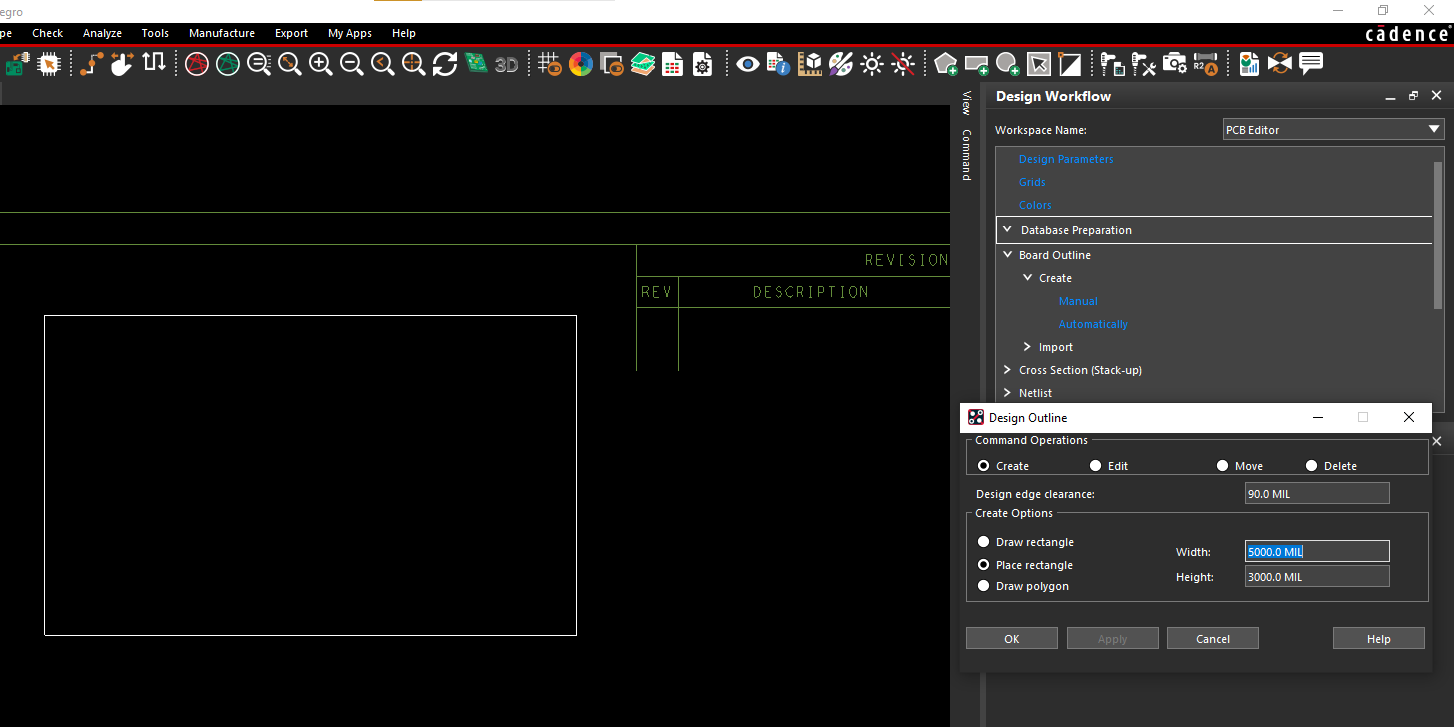 egro
pe Check Analyze Tools Manufacture Export My Apps Help
cādence®
3D
R2
A
View
Command
Design Workflow
Workspace Name: PCB Editor
Design Parameters
Grids
Colors
Database Preparation
Board Outline
Create
Manual
Automatically
Import
Cross Section (Stack-up)
Netlist
REVISION
REV DESCRIPTION
Design Outline
Command Operations
Create Edit Move Delete
Design edge clearance: 90.0 MIL
Create Options
Draw rectangle
Width: 5000.0 MIL
Place rectangle
Height: 3000.0 MIL
Draw polygon
OK Apply Cancel Help